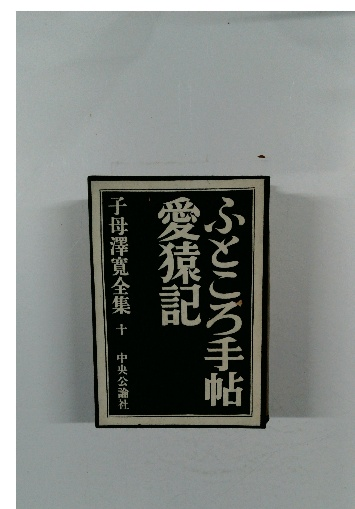 ふところ手帖
愛猿記
子母澤寛全集 十
中央公論社